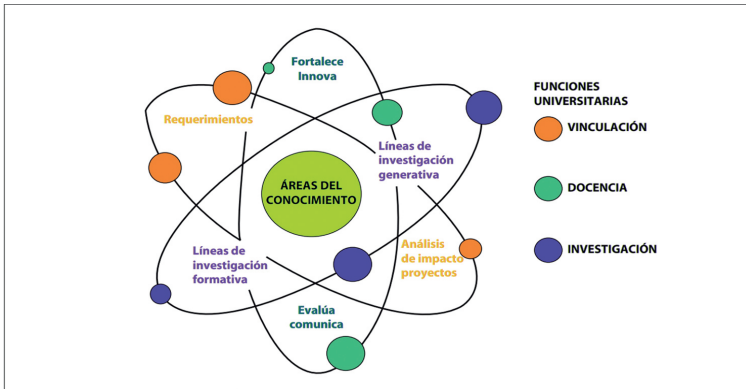 Fortalece
Innova
Requerimientos
Líneas de
investigación
generativa
ÁREAS DEL
CONOCIMIENTO
Líneas de
investigación
formativa
Análisis
de impacto
proyectos
Evalúa
comunica
FUNCIONES
UNIVERSITARIAS
VINCULACIÓN
DOCENCIA
INVESTIGACIÓN